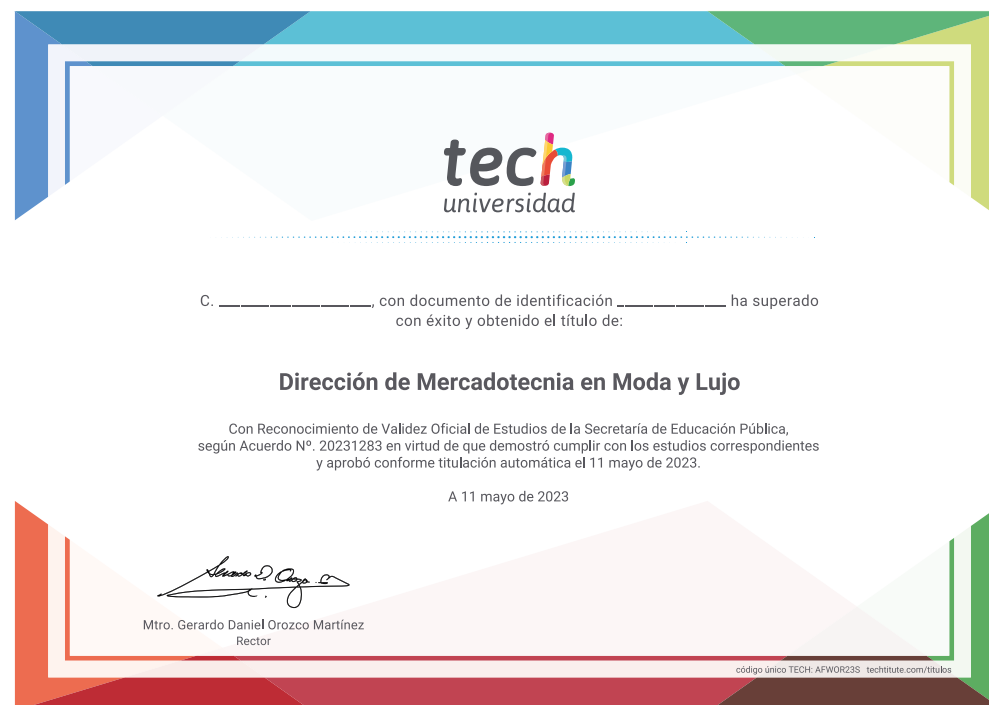 tech
universidad
C. ____________, con documento de identificación _________ ha superado
con éxito y obtenido el título de:
Dirección de Mercadotecnia en Moda y Lujo
Con Reconocimiento de Validez Oficial de Estudios de la Secretaría de Educación Pública,
según Acuerdo Nº. 20231283 en virtud de que demostró cumplir con los estudios correspondientes
y aprobó conforme titulación automática el 11 mayo de 2023.
A 11 mayo de 2023
Mtro. Gerardo Daniel Orozco Martínez
Rector
código único TECH: AFWOR23S techtitute.com/titulos